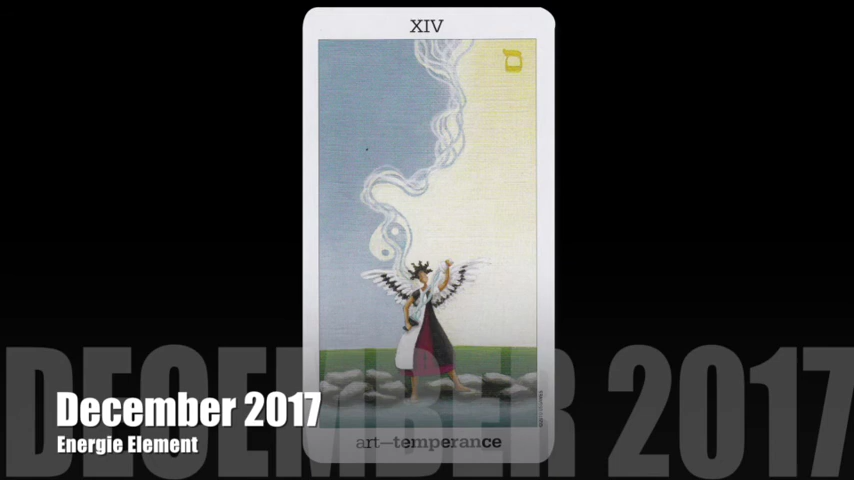 XIV
ס
art—temperance
DECEMBER 2017
December 2017
Energie Element